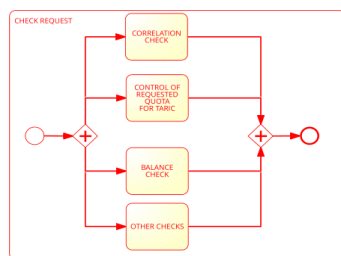 CHECK REQUEST
CORRELATION
CHECK
CONTROL OF
REQUESTED
QUOTA
FOR TARIC
BALANCE
CHECK
OTHER CHECKS